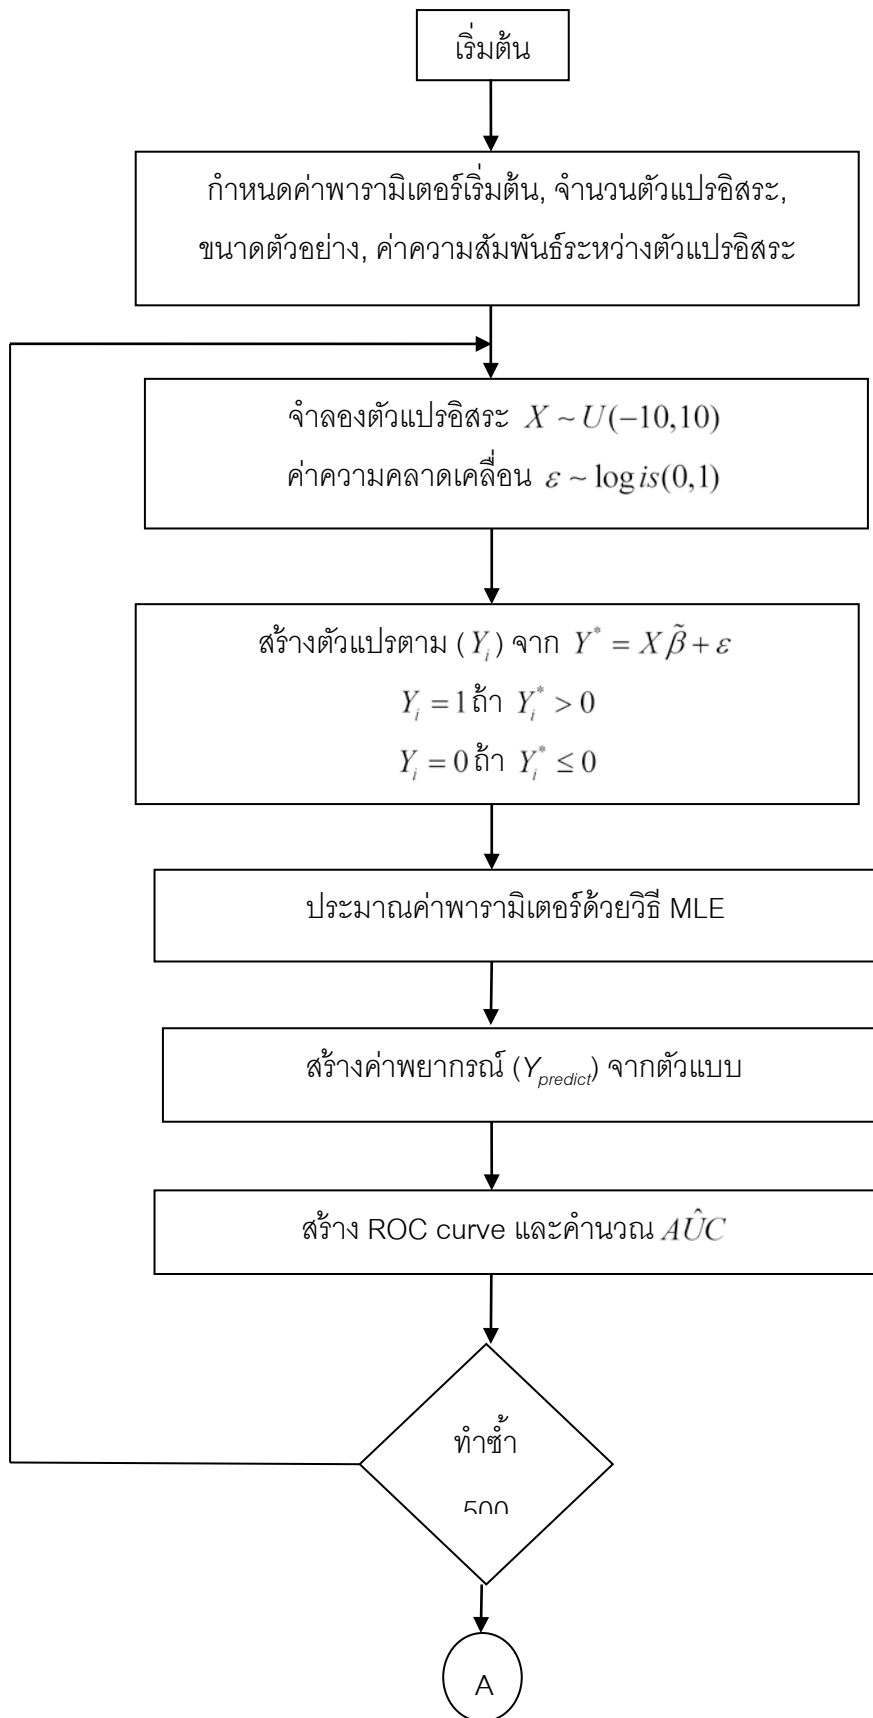 เริ่มต้น
กำหนดค่าพารามิเตอร์เริ่มต้น, จำนวนตัวแปรอิสระ,
ขนาดตัวอย่าง, ค่าความสัมพันธ์ระหว่างตัวแปรอิสระ
จำลองตัวแปรอิสระ X ~ U(−10,10)
ค่าความคลาดเคลื่อน ε ~ logis(0,1)
สร้างตัวแปรตาม (Y_i) จาก Y^* = Xβ̃ + ε
Y_i = 1 ถ้า Y_i^* > 0
Y_i = 0 ถ้า Y_i^* ≤ 0
ประมาณค่าพารามิเตอร์ด้วยวิธี MLE
สร้างค่าพยากรณ์ (Y_predict) จากตัวแบบ
สร้าง ROC curve และคำนวณ AÛC
ทำซ้ำ
500
A